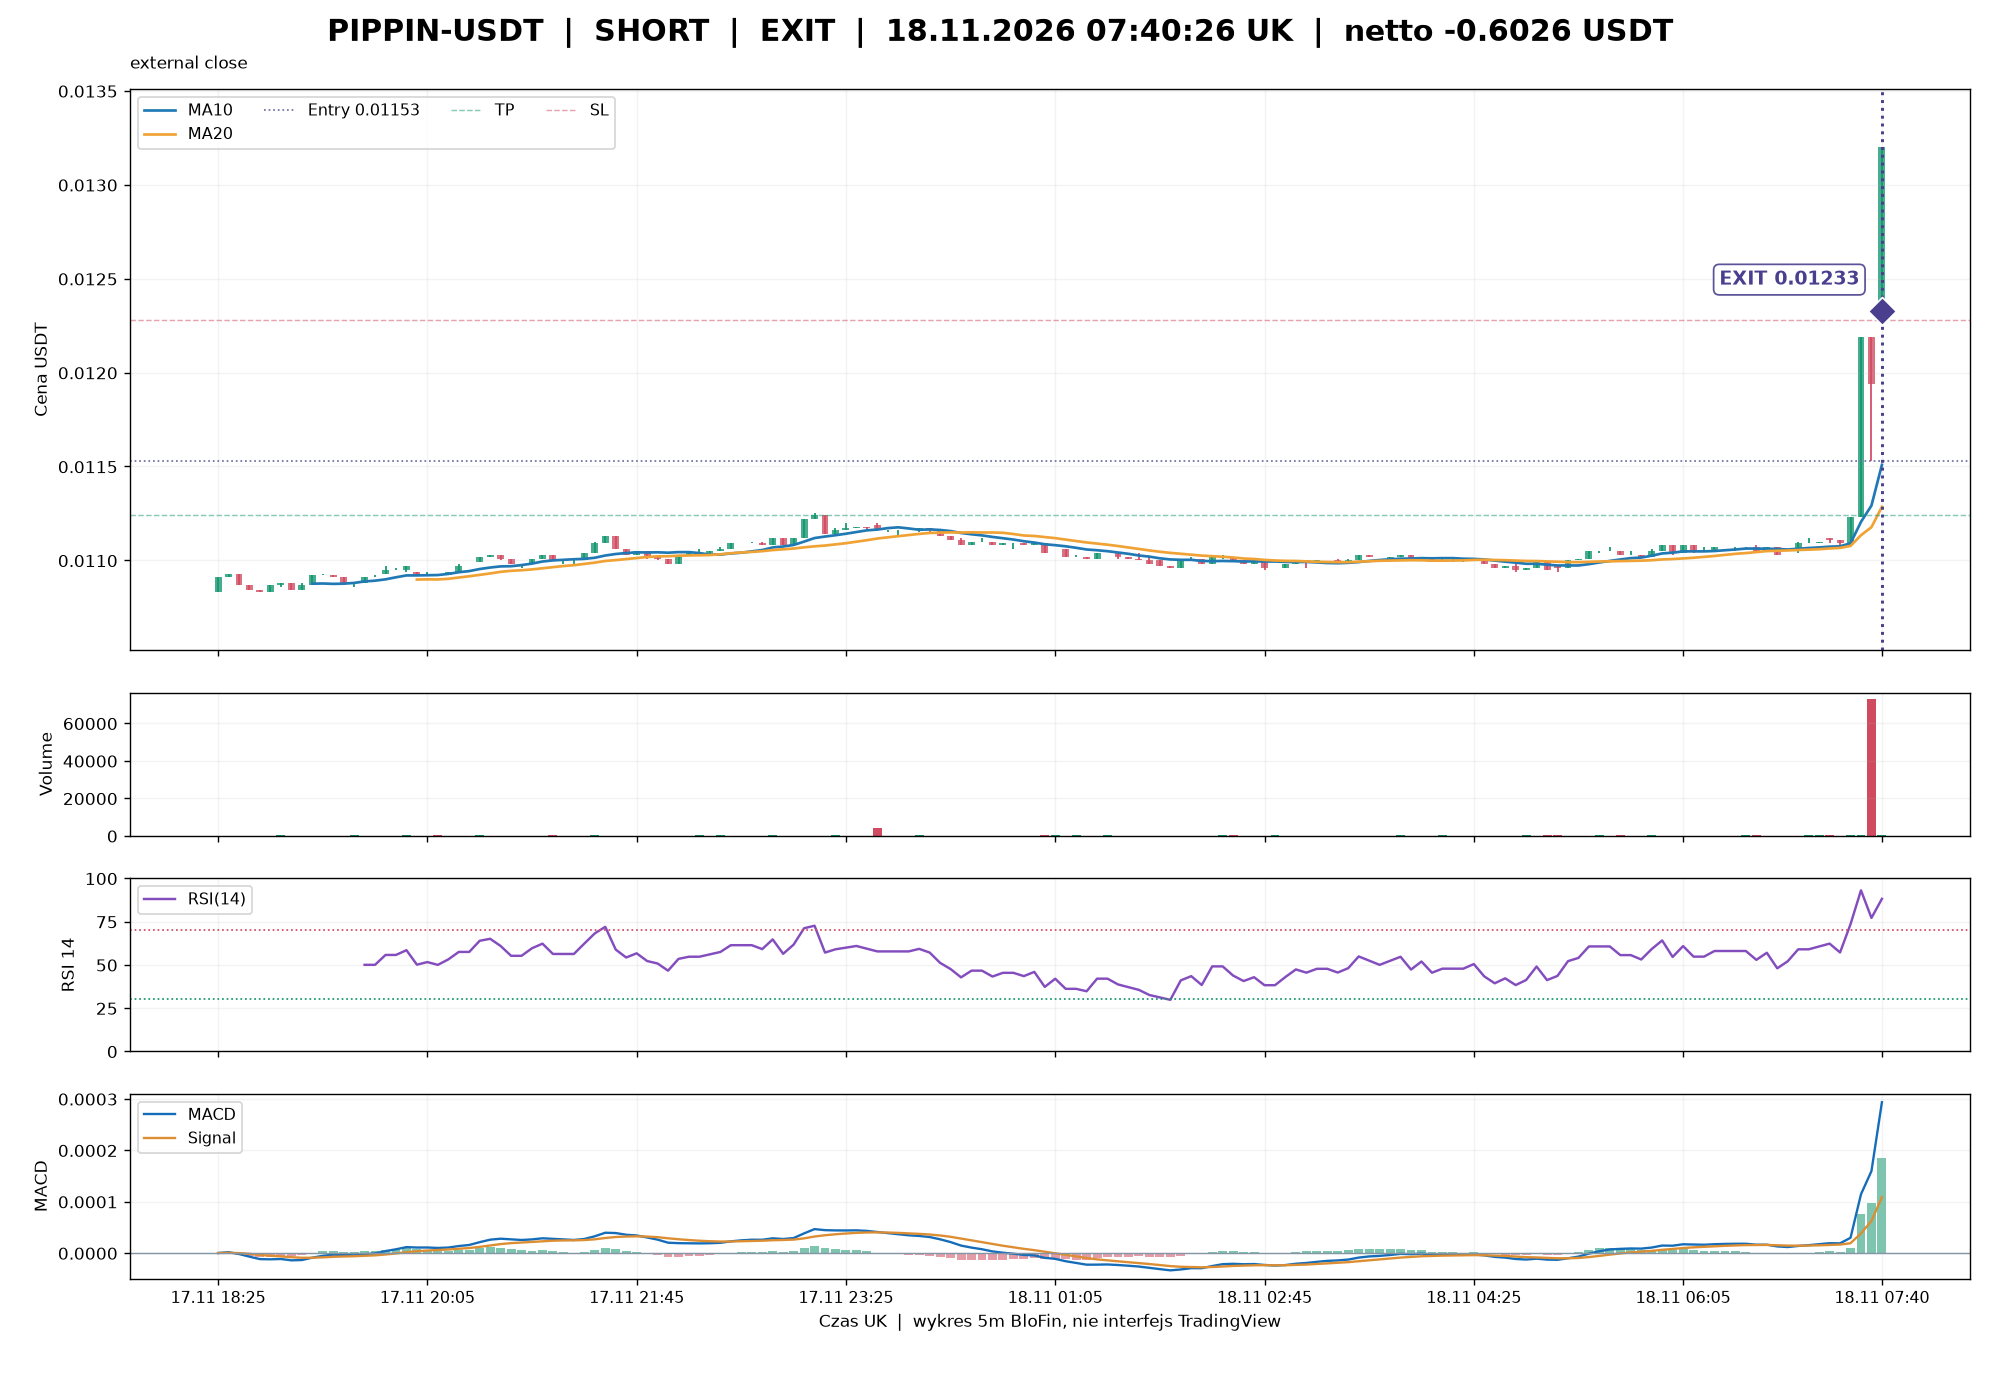 PIPPIN-USDT | SHORT | EXIT | 18.11.2026 07:40:26 UK | netto -0.6026 USDT
external close
MA10 Entry 0.01153 TP SL
MA20
0.0135
0.0130
0.0125
0.0120
0.0115
0.0110
Cena USDT
EXIT 0.01233
60000
40000
20000
0
Volume
RSI(14)
100
75
50
25
0
RSI 14
MACD
Signal
0.0003
0.0002
0.0001
0.0000
MACD
17.11 18:25 17.11 20:05 17.11 21:45 17.11 23:25 18.11 01:05 18.11 02:45 18.11 04:25 18.11 06:05 18.11 07:40
Czas UK | wykres 5m BloFin, nie interfejs TradingView